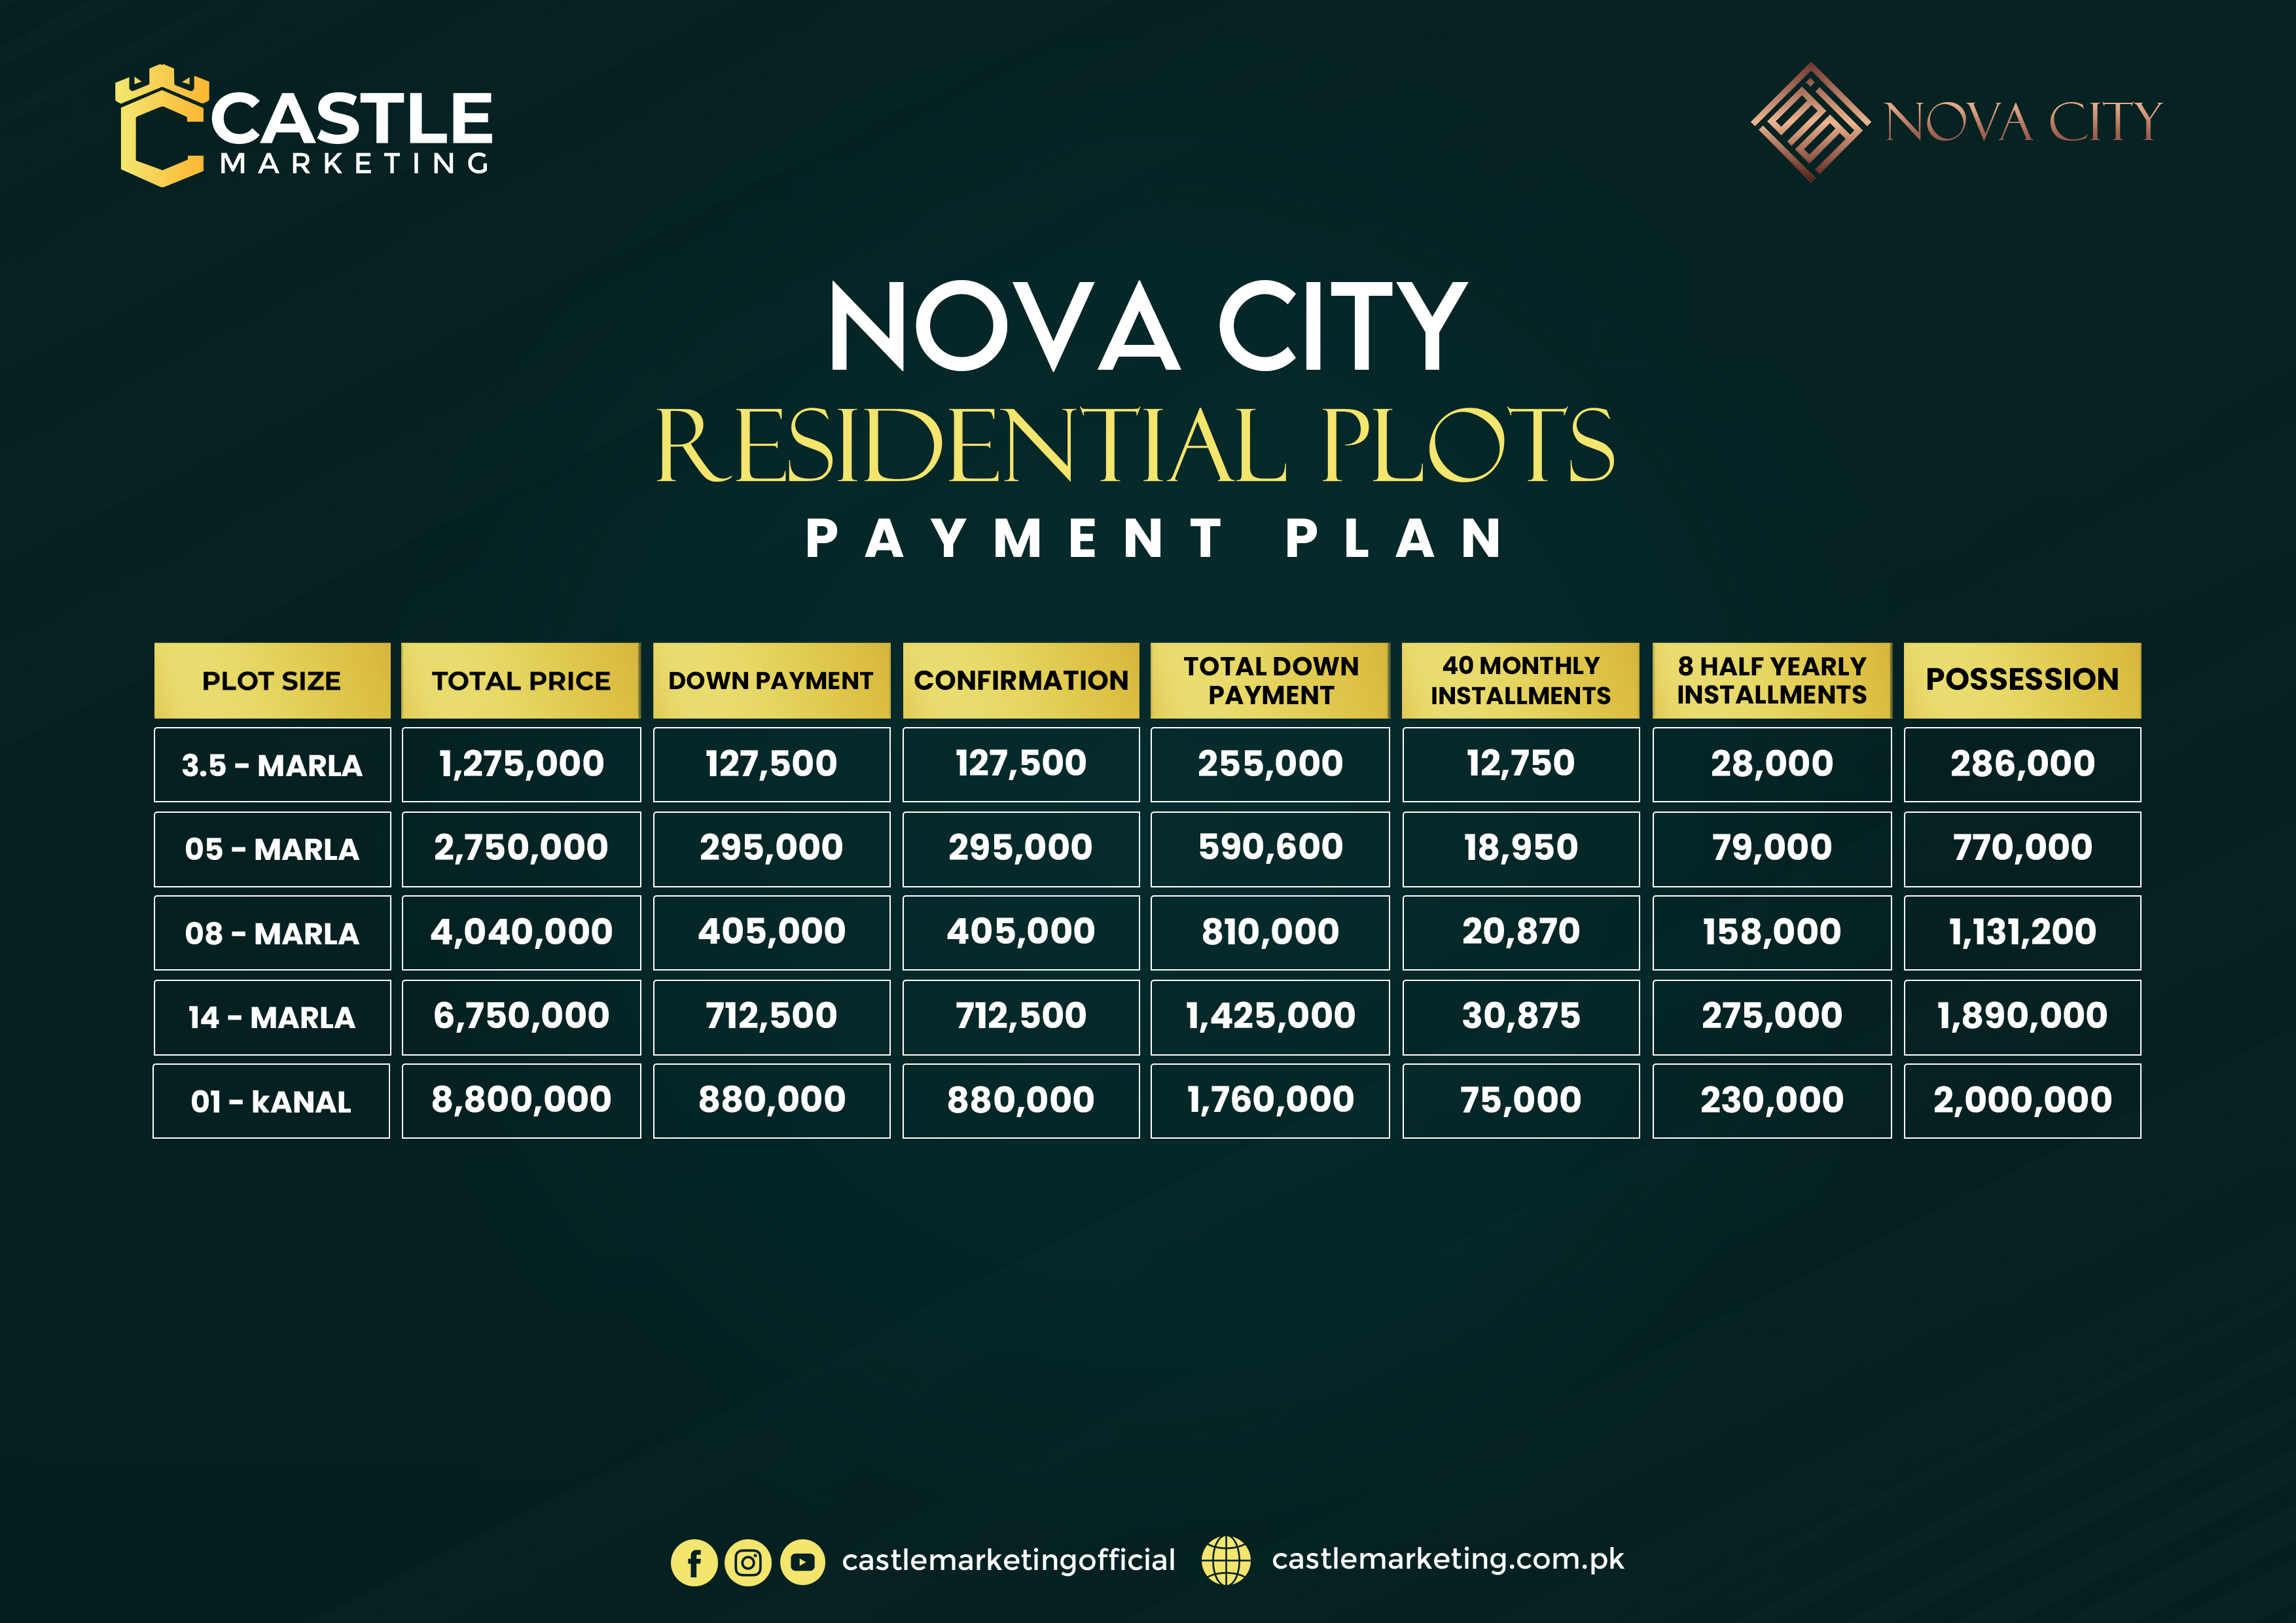 CASTLE
MARKETING
NOVA CITY
NOVA CITY
RESIDENTIAL PLOTS
PAYMENT PLAN
PLOT SIZE TOTAL PRICE DOWN PAYMENT CONFIRMATION TOTAL DOWN PAYMENT 40 MONTHLY INSTALLMENTS 8 HALF YEARLY INSTALLMENTS POSSESSION
3.5 - MARLA 1,275,000 127,500 127,500 255,000 12,750 28,000 286,000
05 - MARLA 2,750,000 295,000 295,000 590,600 18,950 79,000 770,000
08 - MARLA 4,040,000 405,000 405,000 810,000 20,870 158,000 1,131,200
14 - MARLA 6,750,000 712,500 712,500 1,425,000 30,875 275,000 1,890,000
01 - kANAL 8,800,000 880,000 880,000 1,760,000 75,000 230,000 2,000,000
castlemarketingofficial castlemarketing.com.pk